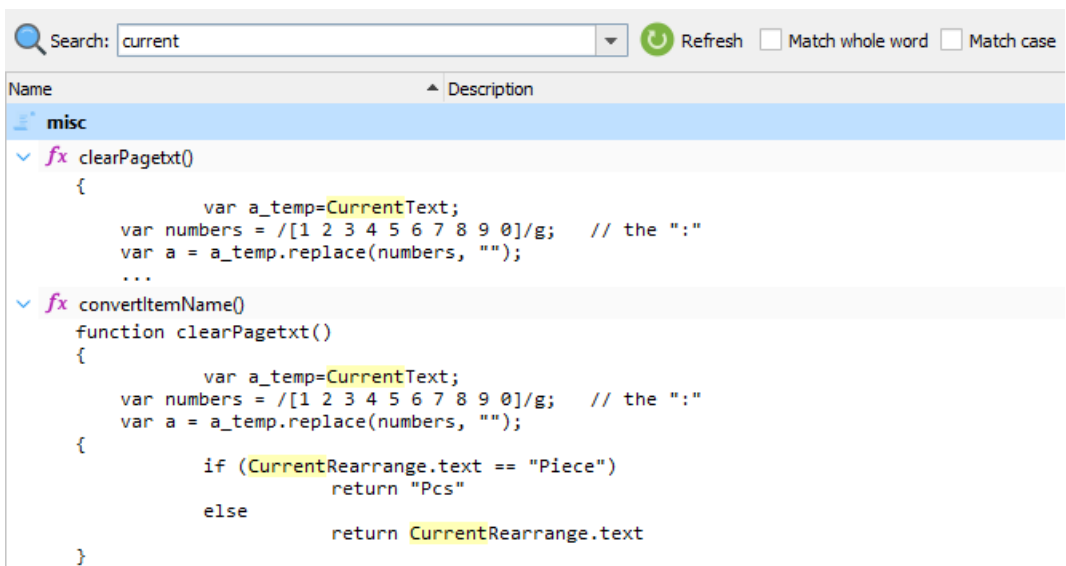 Search: current Refresh Match whole word Match case
Name Description
misc
fx clearPagetxt()
{
var a_temp=CurrentText;
var numbers = /[1 2 3 4 5 6 7 8 9 0]/g;   // the ":"
var a = a_temp.replace(numbers, "");
...
fx convertItemName()
function clearPagetxt()
{
var a_temp=CurrentText;
var numbers = /[1 2 3 4 5 6 7 8 9 0]/g;   // the ":"
var a = a_temp.replace(numbers, "");
{
if (CurrentRearrange.text == "Piece")
return "Pcs"
else
return CurrentRearrange.text
}